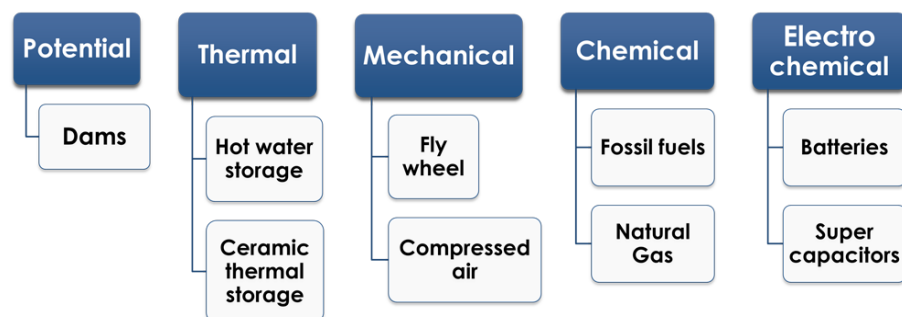 Potential
Dams
Thermal
Hot water
storage
Ceramic
thermal
storage
Mechanical
Fly
wheel
Compressed
air
Chemical
Fossil fuels
Natural
Gas
Electro
chemical
Batteries
Super
capacitors